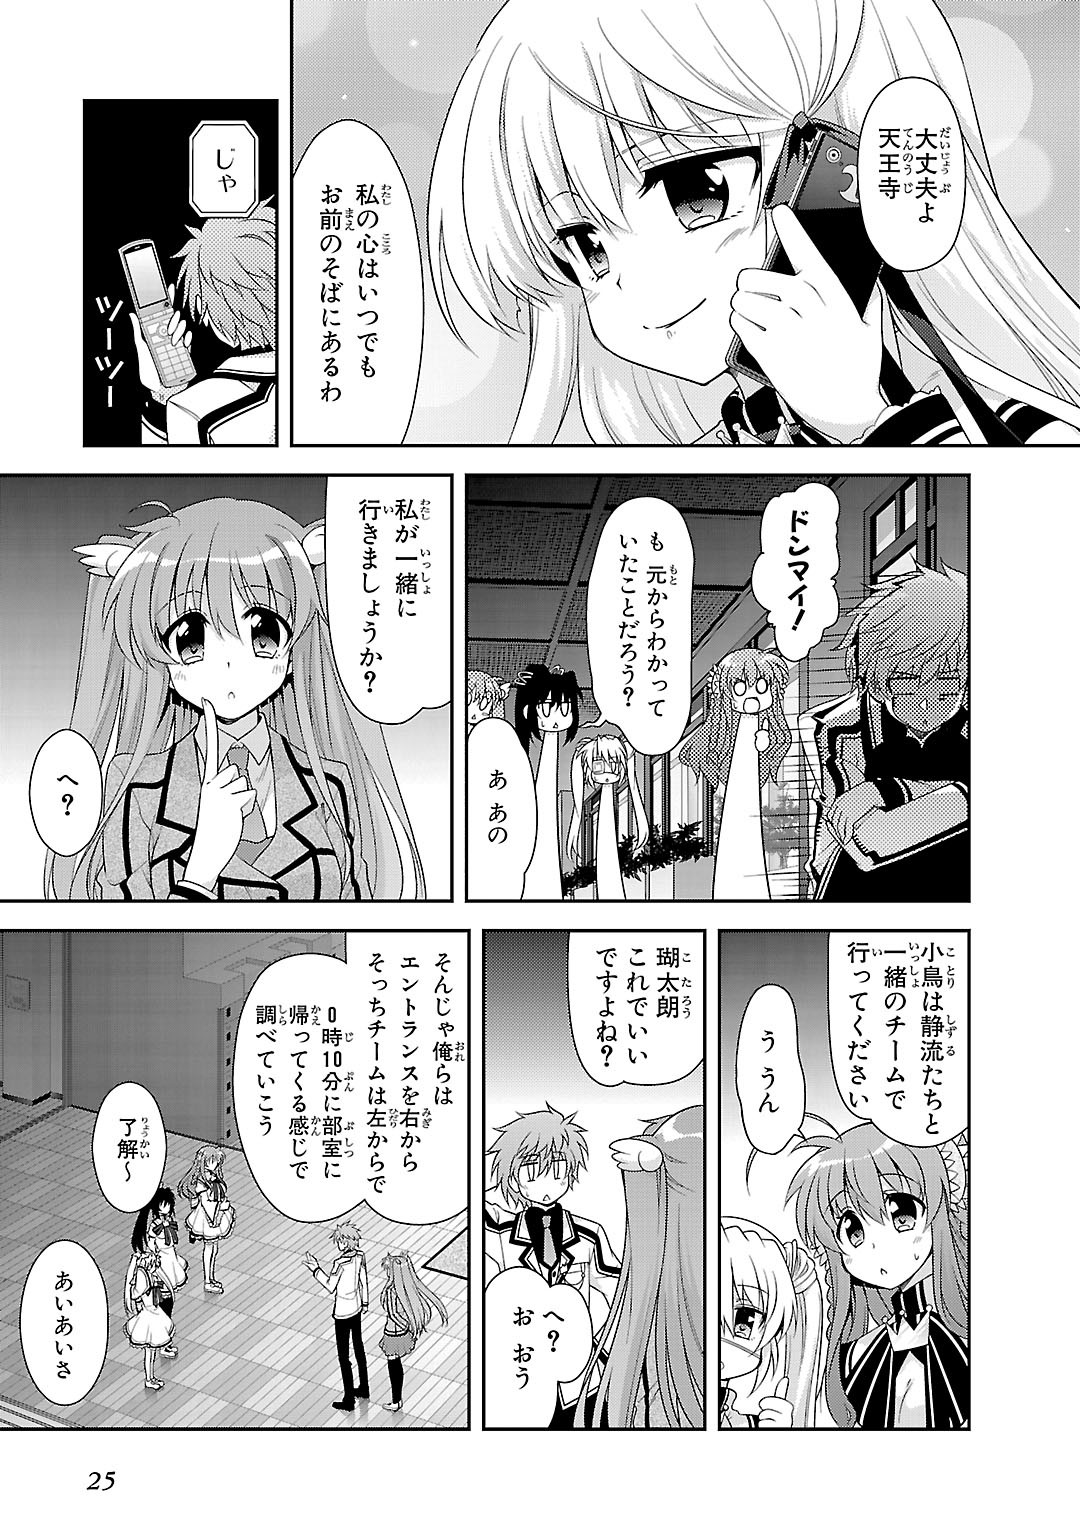 大丈夫よ
天王寺
私の心はいつでも
お前のそばにあるわ
じゃ
ツーツー
ドンマイ!
も 元からわかって
いたことだろう?
あ あの
私が一緒に
行きましょうか?
へ?
小鳥は静流たちと
一緒のチームで
行ってください
う うん
瑚太朗
これでいい
ですよね?
へ?
お おう
そんじゃ俺らは
エントランスを右から
そっちチームは左からで
0時10分に部室に
帰ってくる感じで
調べていこう
了解~
あいあいさ
25